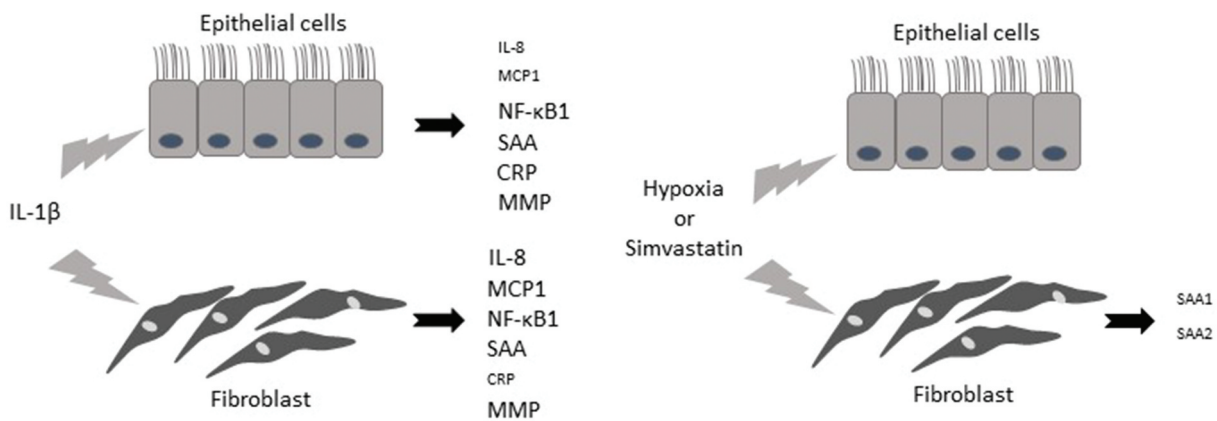 Epithelial cells
IL-8
MCP1
NF-κB1
SAA
CRP
MMP
IL-1β
IL-8
MCP1
NF-κB1
SAA
CRP
MMP
Fibroblast
Epithelial cells
Hypoxia
or
Simvastatin
SAA1
SAA2
Fibroblast